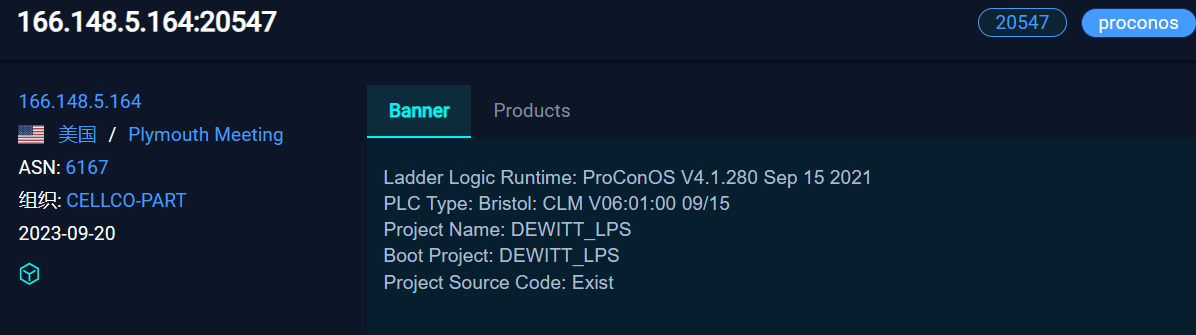 166.148.5.164:20547
20547
proconos
166.148.5.164
美国 / Plymouth Meeting
ASN: 6167
组织: CELLCO-PART
2023-09-20
Banner
Products
Ladder Logic Runtime: ProConOS V4.1.280 Sep 15 2021
PLC Type: Bristol: CLM V06:01:00 09/15
Project Name: DEWITT_LPS
Boot Project: DEWITT_LPS
Project Source Code: Exist